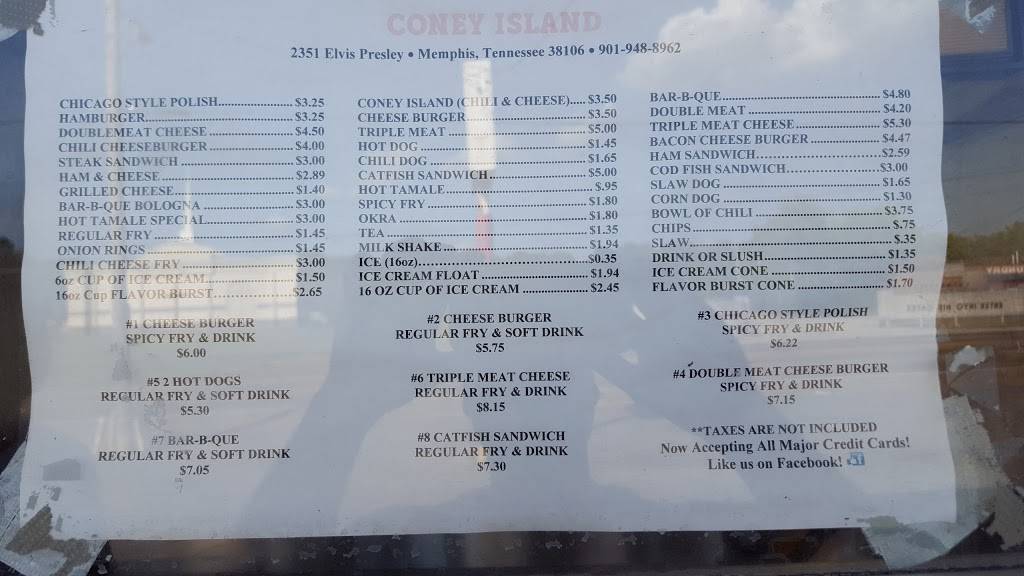 CONEY ISLAND
2351 Elvis Presley • Memphis, Tennessee 38106 • 901-948-8962
CHICAGO STYLE POLISH..................... $3.25
HAMBURGER..................................... $3.25
DOUBLEMEAT CHEESE ..................... $4.50
CHILI CHEESEBURGER ..................... $4.00
STEAK SANDWICH ............................. $3.00
HAM & CHEESE ................................. $2.89
GRILLED CHEESE .............................. $1.40
BAR-B-QUE BOLOGNA ....................... $3.00
HOT TAMALE SPECIAL....................... $3.00
REGULAR FRY .................................. $1.45
ONION RINGS ................................... $1.45
CHILI CHEESE FRY ........................... $3.00
6oz CUP OF ICE CREAM..................... $1.50
16oz Cup FLAVOR BURST................... $2.65
CONEY ISLAND (CHILI & CHEESE)..... $3.50
CHEESE BURGER .............................. $3.50
TRIPLE MEAT ................................... $5.00
HOT DOG ......................................... $1.45
CHILI DOG ....................................... $1.65
CATFISH SANDWICH......................... $5.00
HOT TAMALE ................................... $.95
SPICY FRY ....................................... $1.80
OKRA .............................................. $1.80
TEA ................................................. $1.35
MILK SHAKE.................................... $1.94
ICE (16oz)........................................ $0.35
ICE CREAM FLOAT ........................... $1.94
16 OZ CUP OF ICE CREAM ................. $2.45
BAR-B-QUE...................................... $4.80
DOUBLE MEAT ................................. $4.20
TRIPLE MEAT CHEESE ..................... $5.30
BACON CHEESE BURGER .................. $4.47
HAM SANDWICH.............................. $2.59
COD FISH SANDWICH....................... $3.00
SLAW DOG ...................................... $1.65
CORN DOG ...................................... $1.30
BOWL OF CHILI ............................... $3.75
CHIPS ............................................. $.75
SLAW.............................................. $.35
DRINK OR SLUSH............................. $1.35
ICE CREAM CONE ............................ $1.50
FLAVOR BURST CONE ...................... $1.70
#1 CHEESE BURGER
SPICY FRY & DRINK
$6.00
#2 CHEESE BURGER
REGULAR FRY & SOFT DRINK
$5.75
#3 CHICAGO STYLE POLISH
SPICY FRY & DRINK
$6.22
#5 2 HOT DOGS
REGULAR FRY & SOFT DRINK
$5.30
#6 TRIPLE MEAT CHEESE
REGULAR FRY & DRINK
$8.15
#4 DOUBLE MEAT CHEESE BURGER
SPICY FRY & DRINK
$7.15
#7 BAR-B-QUE
REGULAR FRY & SOFT DRINK
$7.05
#8 CATFISH SANDWICH
REGULAR FRY & DRINK
$7.30
**TAXES ARE NOT INCLUDED
Now Accepting All Major Credit Cards!
Like us on Facebook!